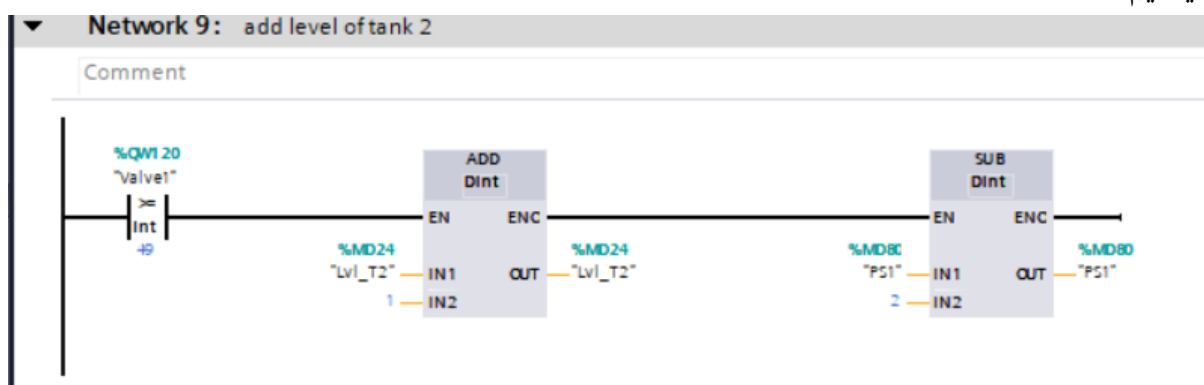 Network 9: add level of tank 2
Comment
%QW120
"Valve1"
>=
Int
49
ADD
DInt
EN ENO
%MD24 %MD24
"Lvl_T2" IN1 OUT "Lvl_T2"
1 IN2
SUB
DInt
EN ENO
%MD80 %MD80
"PS1" IN1 OUT "PS1"
2 IN2